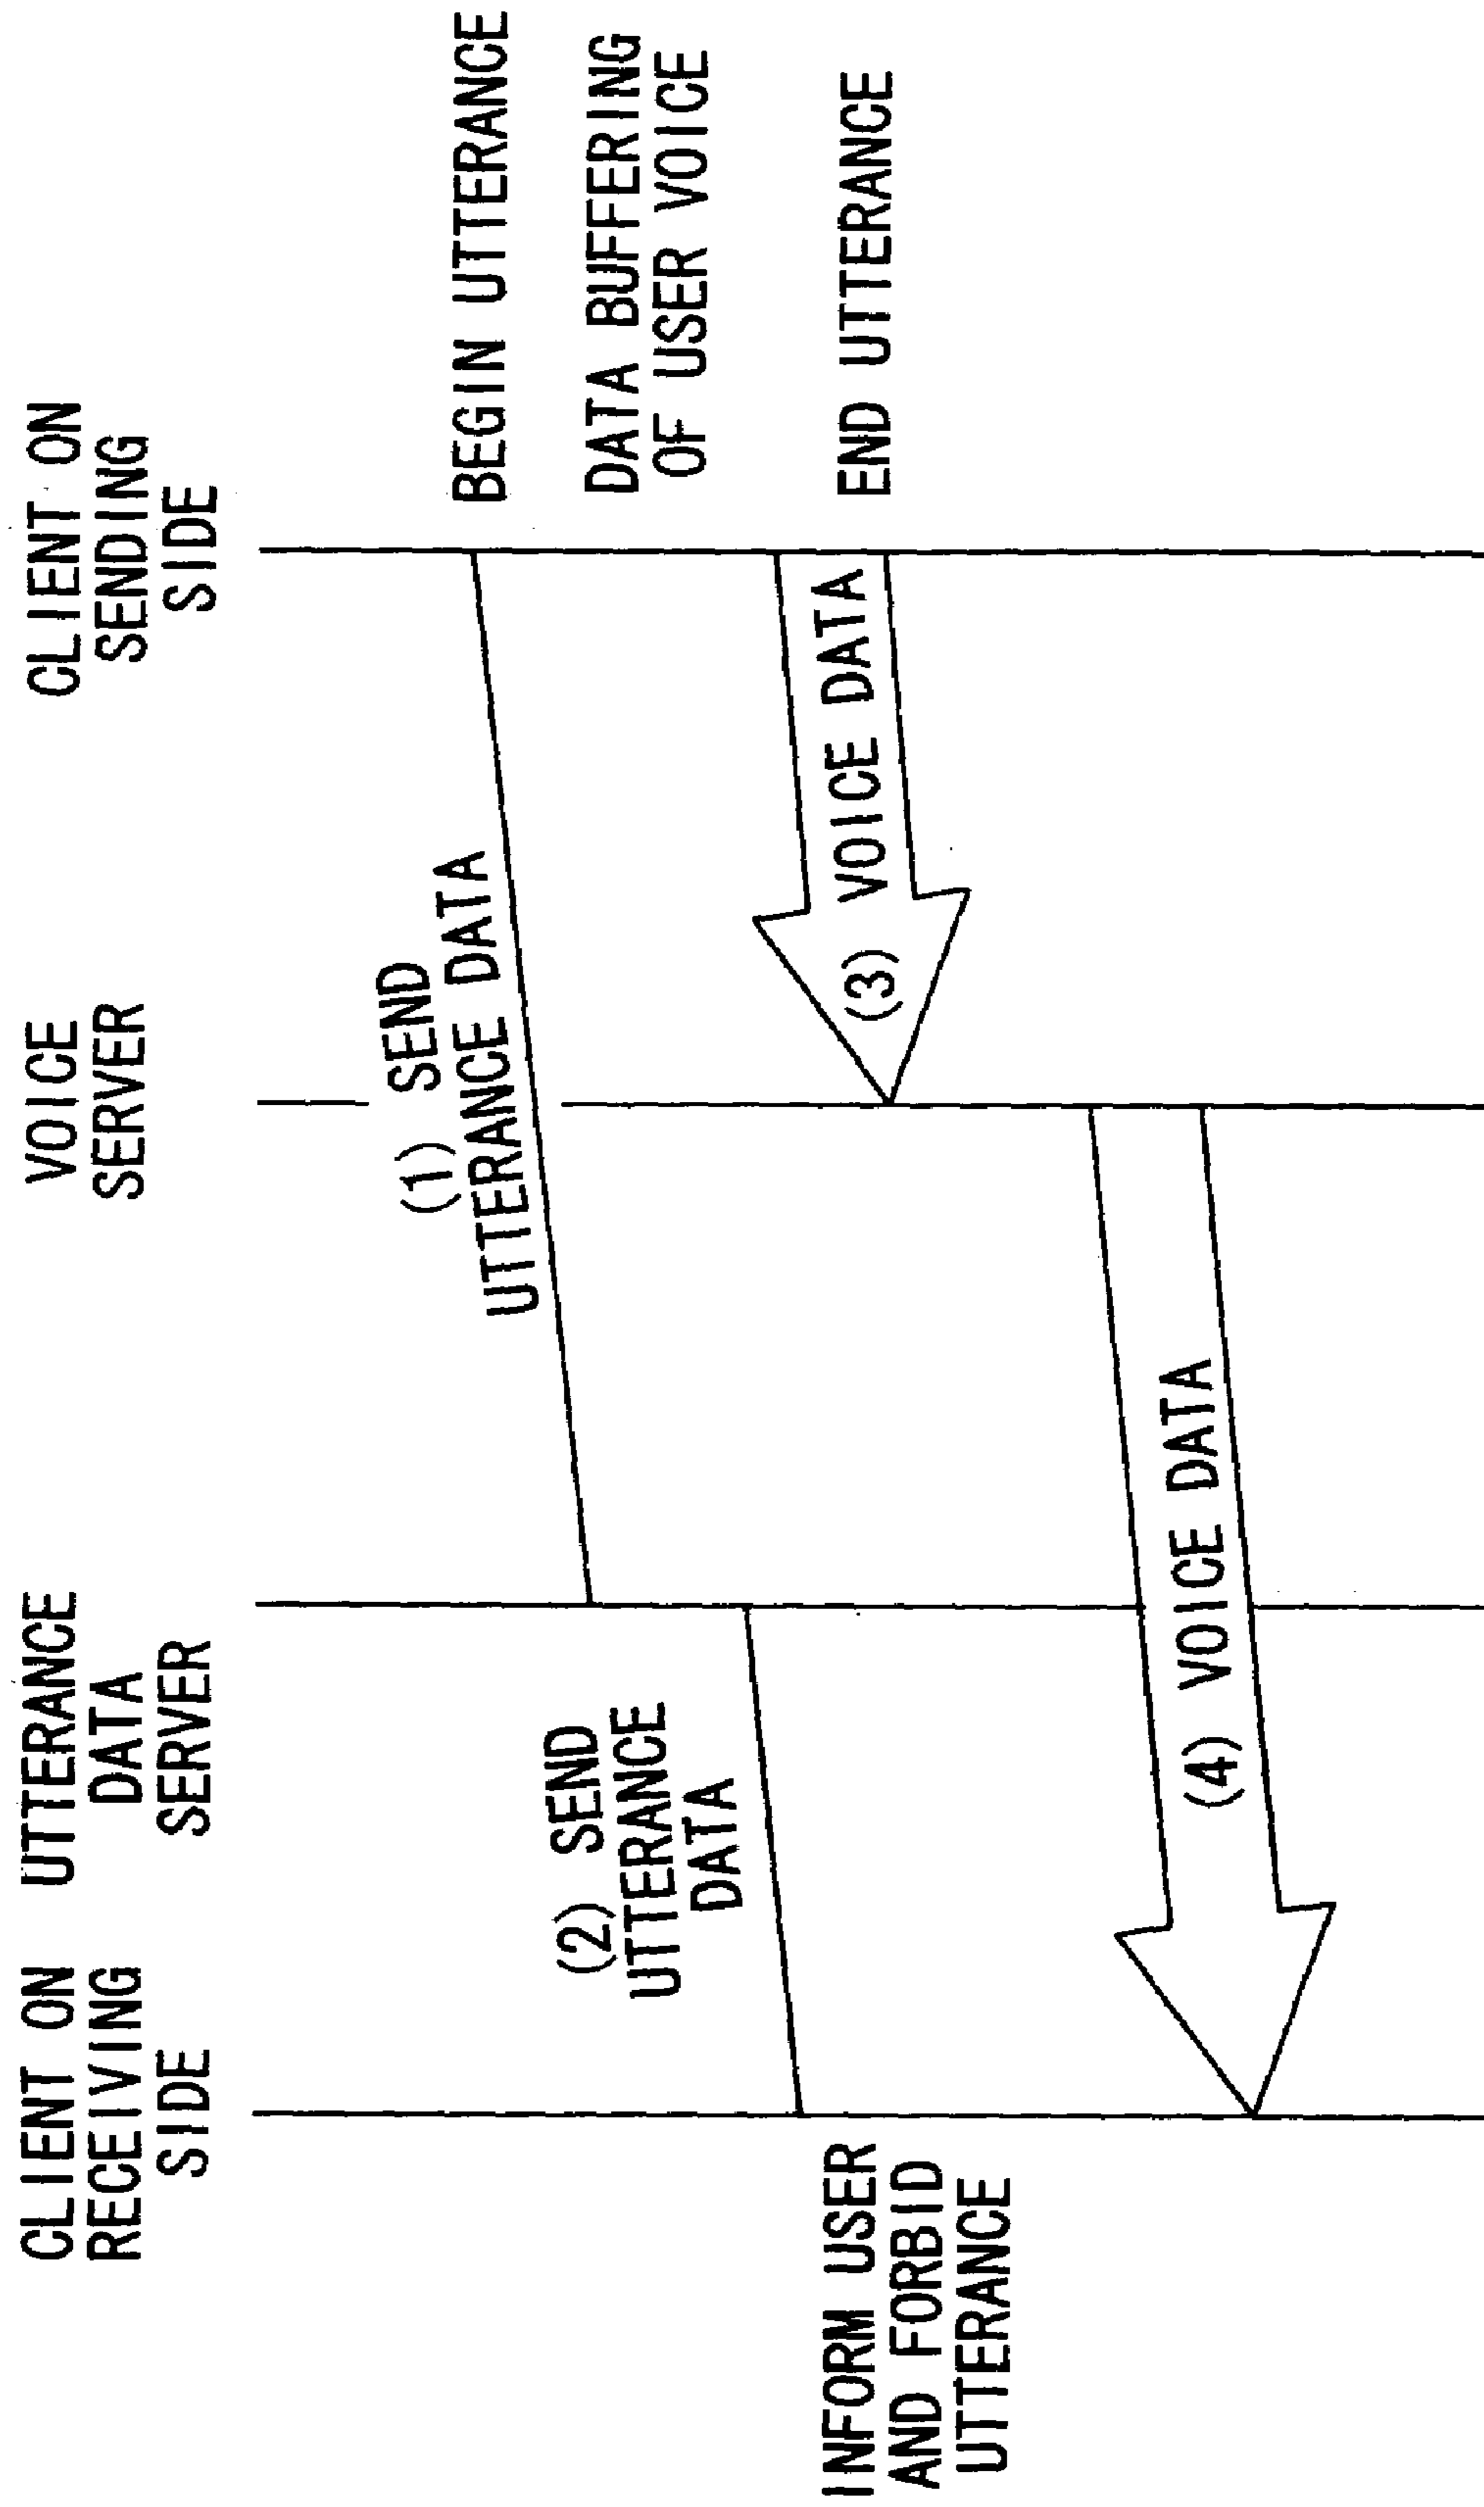 CLIENT ON
RECEIVING
SIDE
UTTERANCE
DATA
SERVER
VOICE
SERVER
CLIENT ON
SENDING
SIDE
(1) SEND
UTTERANCE DATA
BEGIN UTTERANCE
(2) SEND
UTTERANCE
DATA
DATA BUFFERING
OF USER VOICE
INFORM USER
AND FORBID
UTTERANCE
(3) VOICE DATA
END UTTERANCE
(4) VOICE DATA